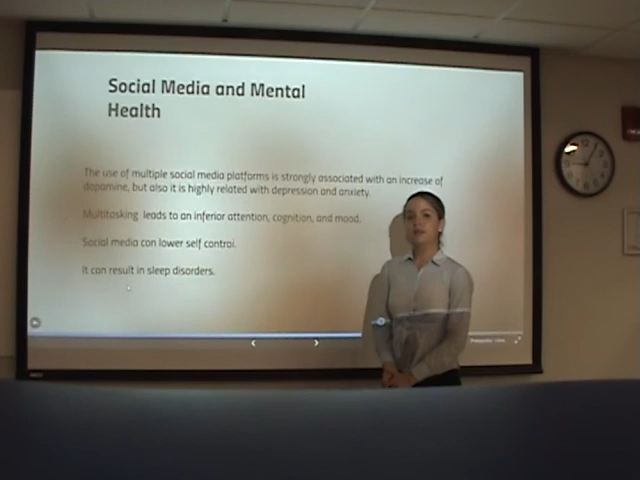 Social Media and Mental
Health
The use of multiple social media platforms is strongly associated with an increase of
dopamine, but also it is highly related with depression and anxiety.
Multitasking leads to an inferior attention, cognition, and mood.
Social media can lower self control.
It can result in sleep disorders.